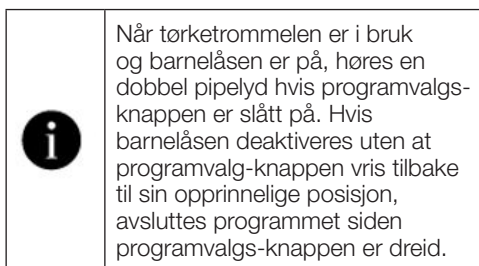 Når tørketrommelen er i bruk
og barnelåsen er på, høres en
dobbel pipelyd hvis programvalgs-
knappen er slått på. Hvis
barnelåsen deaktiveres uten at
programvalg-knappen vris tilbake
til sin opprinnelige posisjon,
avsluttes programmet siden
programvalgs-knappen er dreid.